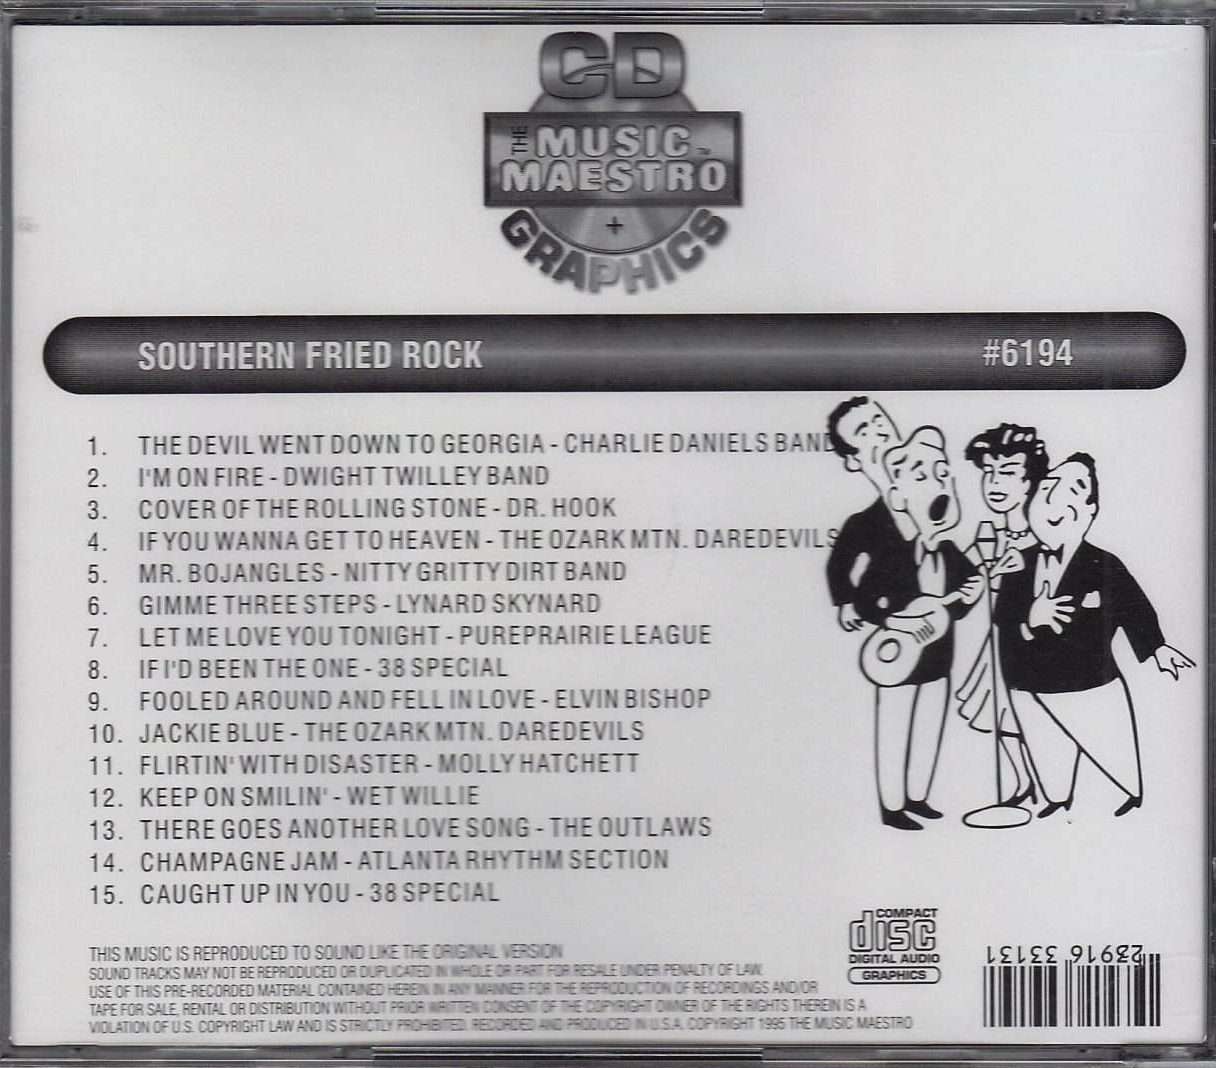 CD
THE MUSIC MAESTRO ™
GRAPHICS
SOUTHERN FRIED ROCK #6194
1. THE DEVIL WENT DOWN TO GEORGIA - CHARLIE DANIELS BAND
2. I'M ON FIRE - DWIGHT TWILLEY BAND
3. COVER OF THE ROLLING STONE - DR. HOOK
4. IF YOU WANNA GET TO HEAVEN - THE OZARK MTN. DAREDEVILS
5. MR. BOJANGLES - NITTY GRITTY DIRT BAND
6. GIMME THREE STEPS - LYNARD SKYNARD
7. LET ME LOVE YOU TONIGHT - PUREPRAIRIE LEAGUE
8. IF I'D BEEN THE ONE - 38 SPECIAL
9. FOOLED AROUND AND FELL IN LOVE - ELVIN BISHOP
10. JACKIE BLUE - THE OZARK MTN. DAREDEVILS
11. FLIRTIN' WITH DISASTER - MOLLY HATCHETT
12. KEEP ON SMILIN' - WET WILLIE
13. THERE GOES ANOTHER LOVE SONG - THE OUTLAWS
14. CHAMPAGNE JAM - ATLANTA RHYTHM SECTION
15. CAUGHT UP IN YOU - 38 SPECIAL
THIS MUSIC IS REPRODUCED TO SOUND LIKE THE ORIGINAL VERSION
SOUND TRACKS MAY NOT BE REPRODUCED OR DUPLICATED IN WHOLE OR PART FOR RESALE UNDER PENALTY OF LAW.
USE OF THIS PRE-RECORDED MATERIAL CONTAINED HEREIN IN ANY MANNER FOR THE REPRODUCTION OF RECORDINGS AND/OR
TAPE FOR SALE, RENTAL OR DISTRIBUTION WITHOUT PRIOR WRITTEN CONSENT OF THE COPYRIGHT OWNER OF THE RIGHTS THEREIN IS A
VIOLATION OF U.S. COPYRIGHT LAW AND IS STRICTLY PROHIBITED. RECORDED AND PRODUCED IN U.S.A. COPYRIGHT 1995 THE MUSIC MAESTRO
COMPACT
disc
DIGITAL AUDIO
GRAPHICS
23916 33131